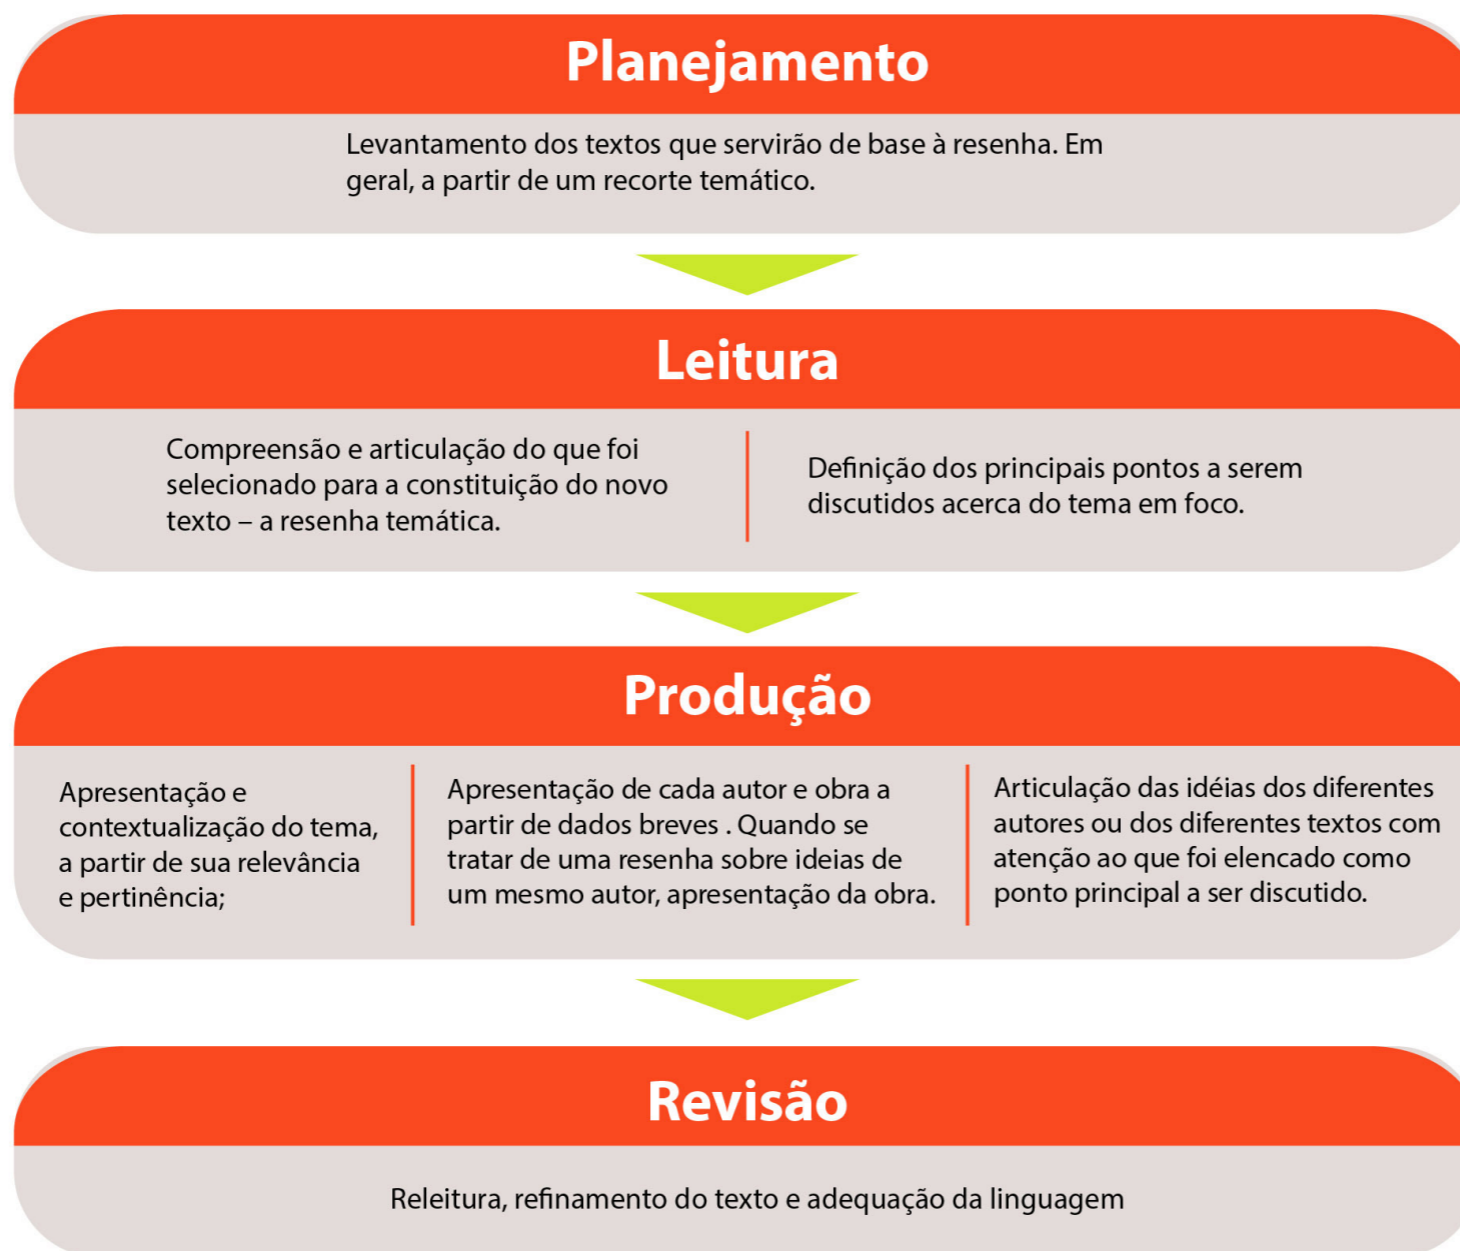 Planejamento
Levantamento dos textos que servirão de base à resenha. Em
geral, a partir de um recorte temático.
Leitura
Compreensão e articulação do que foi
selecionado para a constituição do novo
texto – a resenha temática.
Definição dos principais pontos a serem
discutidos acerca do tema em foco.
Produção
Apresentação e
contextualização do tema,
a partir de sua relevância
e pertinência;
Apresentação de cada autor e obra a
partir de dados breves . Quando se
tratar de uma resenha sobre ideias de
um mesmo autor, apresentação da obra.
Articulação das idéias dos diferentes
autores ou dos diferentes textos com
atenção ao que foi elencado como
ponto principal a ser discutido.
Revisão
Releitura, refinamento do texto e adequação da linguagem